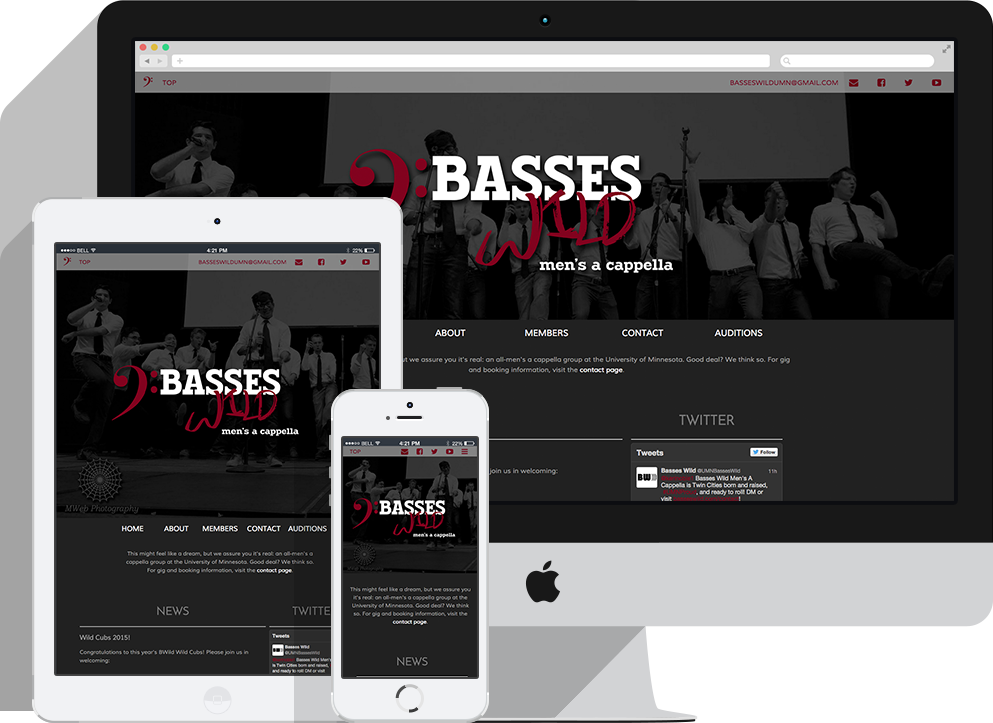 TOP
BASSESWILDUMN@GMAIL.COM
BASSES
WILD
men's a cappella
ABOUT MEMBERS CONTACT AUDITIONS
but we assure you it's real: an all-men's a cappella group at the University of Minnesota. Good deal? We think so. For gig
and booking information, visit the contact page.
TWITTER
join us in welcoming:
Tweets
Follow
BWD
Basses Wild @UMNBassesWild 11h
Basses Wild Men's A
Cappella is Twin Cities born and raised,
, and ready to roll! DM or
visit
BELL 4:21 PM 22%
TOP BASSESWILDUMN@GMAIL.COM
BASSES
WILD
men's a cappella
MWeb Photography
HOME ABOUT MEMBERS CONTACT AUDITIONS
This might feel like a dream, but we assure you it's real: an all-men's a
cappella group at the University of Minnesota. Good deal? We think so.
For gig and booking information, visit the contact page.
NEWS
TWITTE
Wild Cubs 2015!
Congratulations to this year's BWild Wild Cubs! Please join us in
welcoming:
Tweets
BWD
Basses Wild
@UMNBassesWild
Basses Wild Men's
Cappella is Twin Cities born a
and ready to roll! DM or visit
BELL 4:21 PM 22%
TOP
BASSES
WILD
men's a cappella
This might feel like a dream, but we assure you
it's real: an all-men's a cappella group at the
University of Minnesota. Good deal? We think
so. For gig and booking information, visit the
contact page.
NEWS